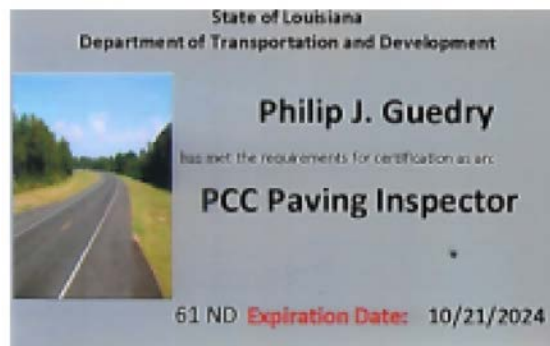 State of Louisiana
Department of Transportation and Development
Philip J. Guedry
has met the requirements for certification as an:
PCC Paving Inspector
61 ND Expiration Date: 10/21/2024